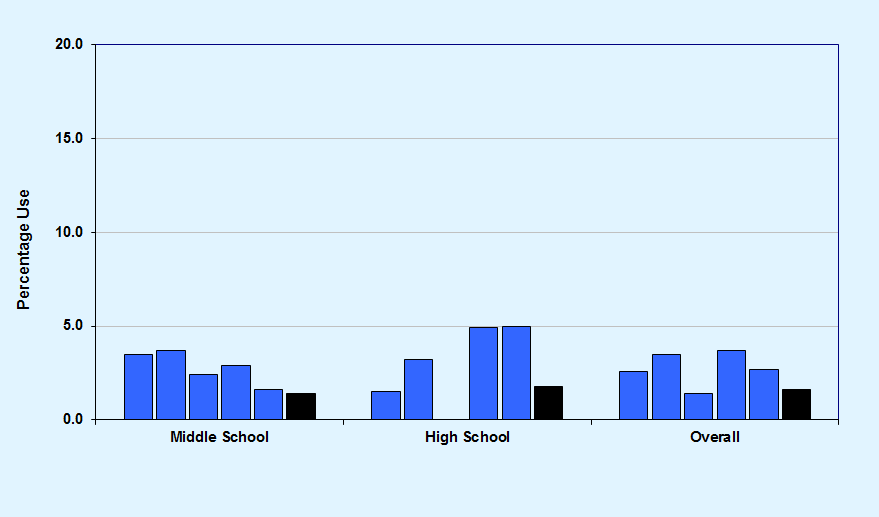 20.0
15.0
10.0
5.0
0.0
Percentage Use
Middle School
High School
Overall